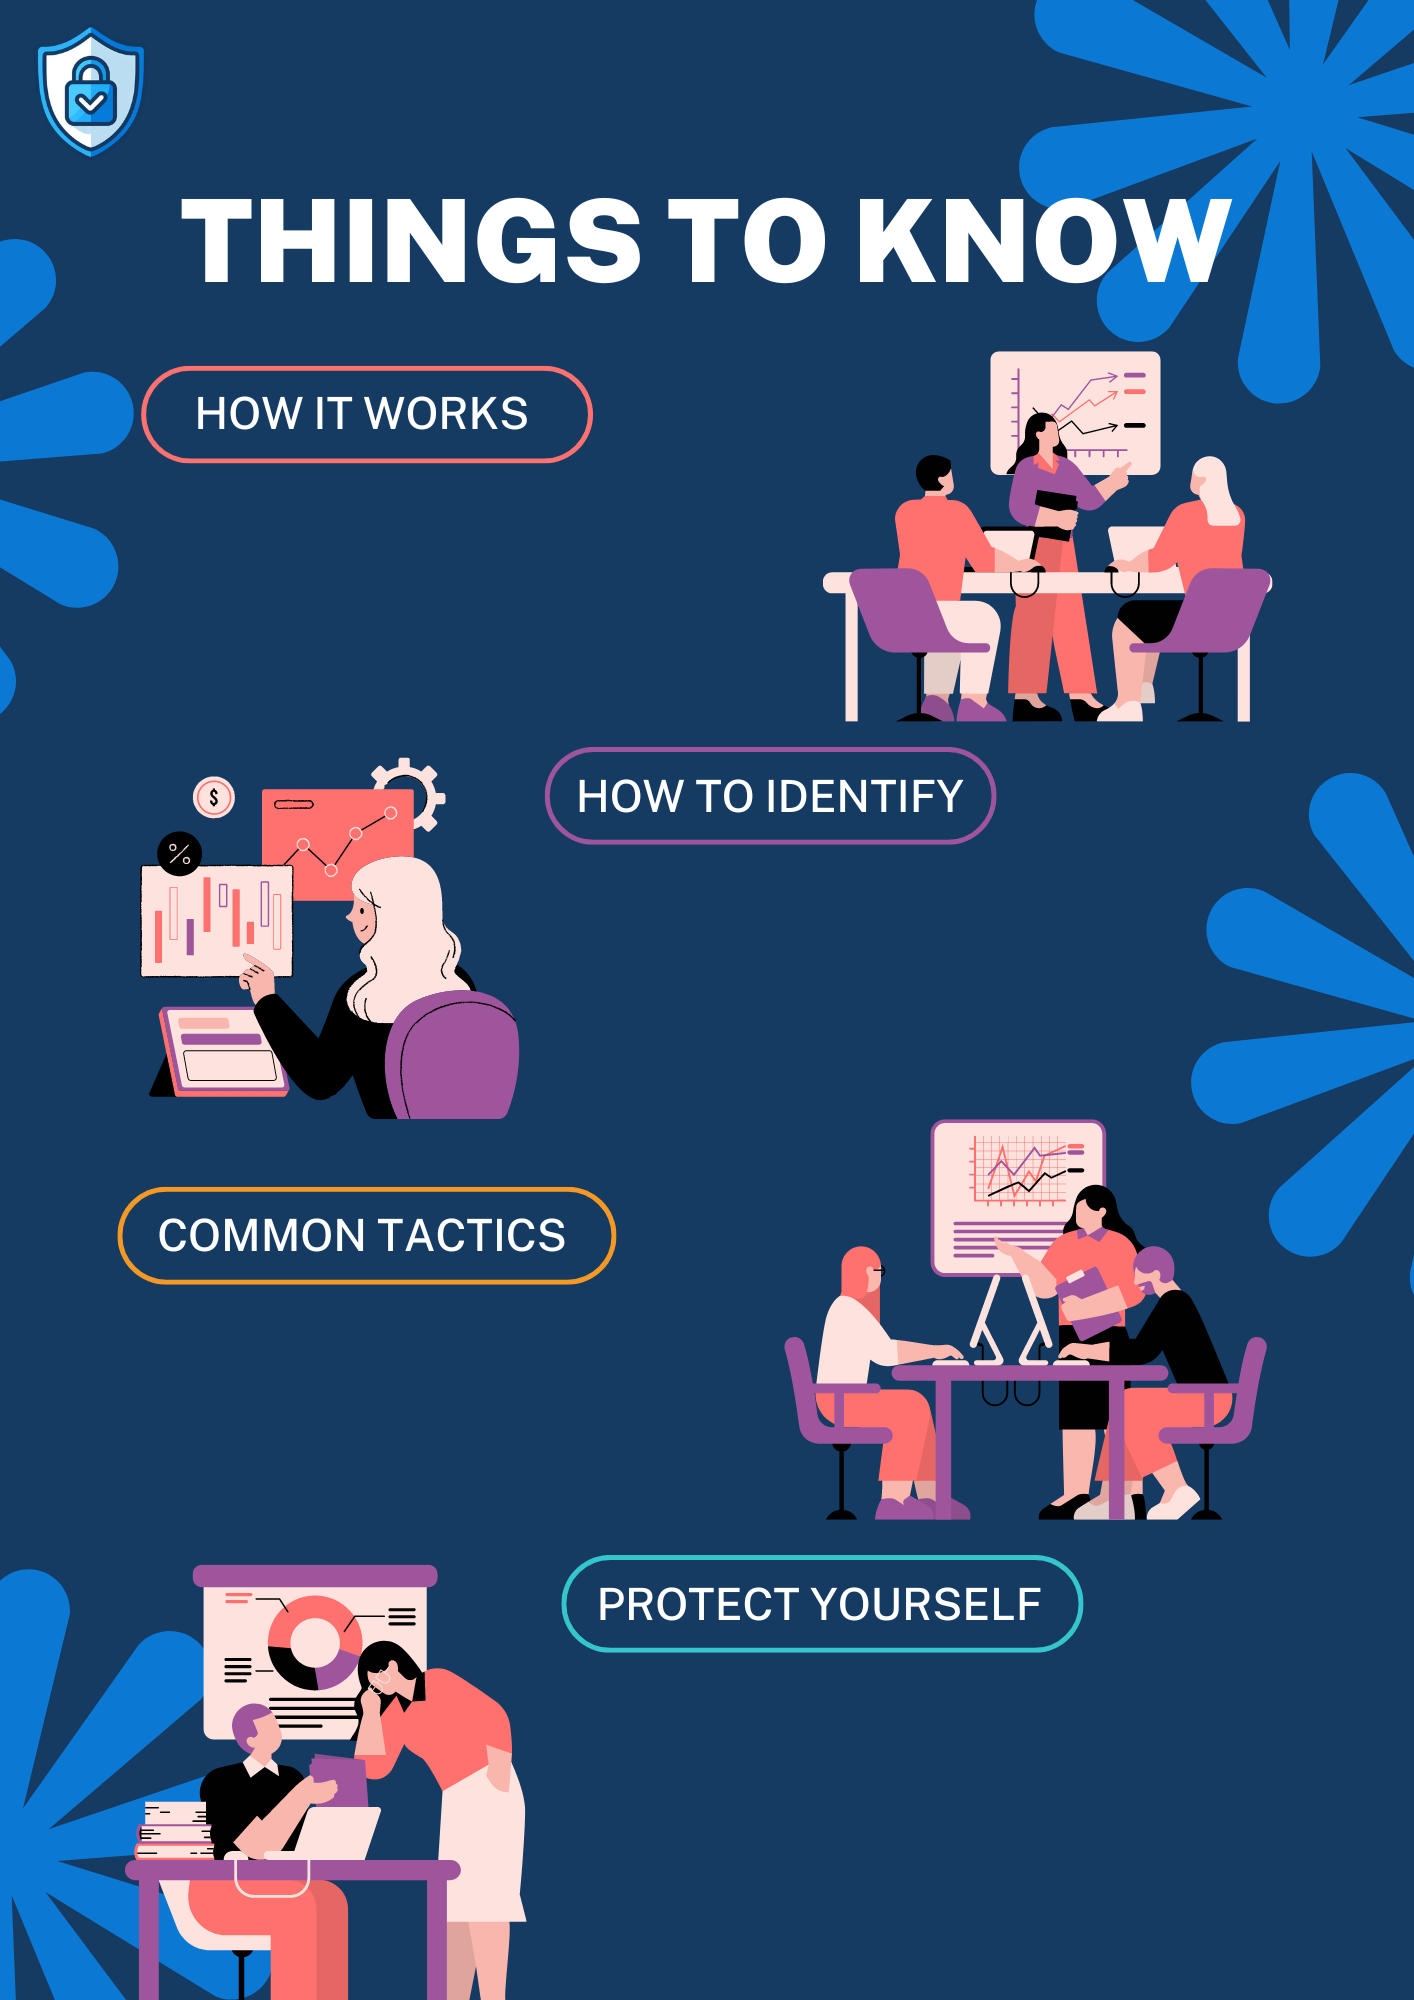 THINGS TO KNOW
HOW IT WORKS
HOW TO IDENTIFY
$
%
COMMON TACTICS
PROTECT YOURSELF